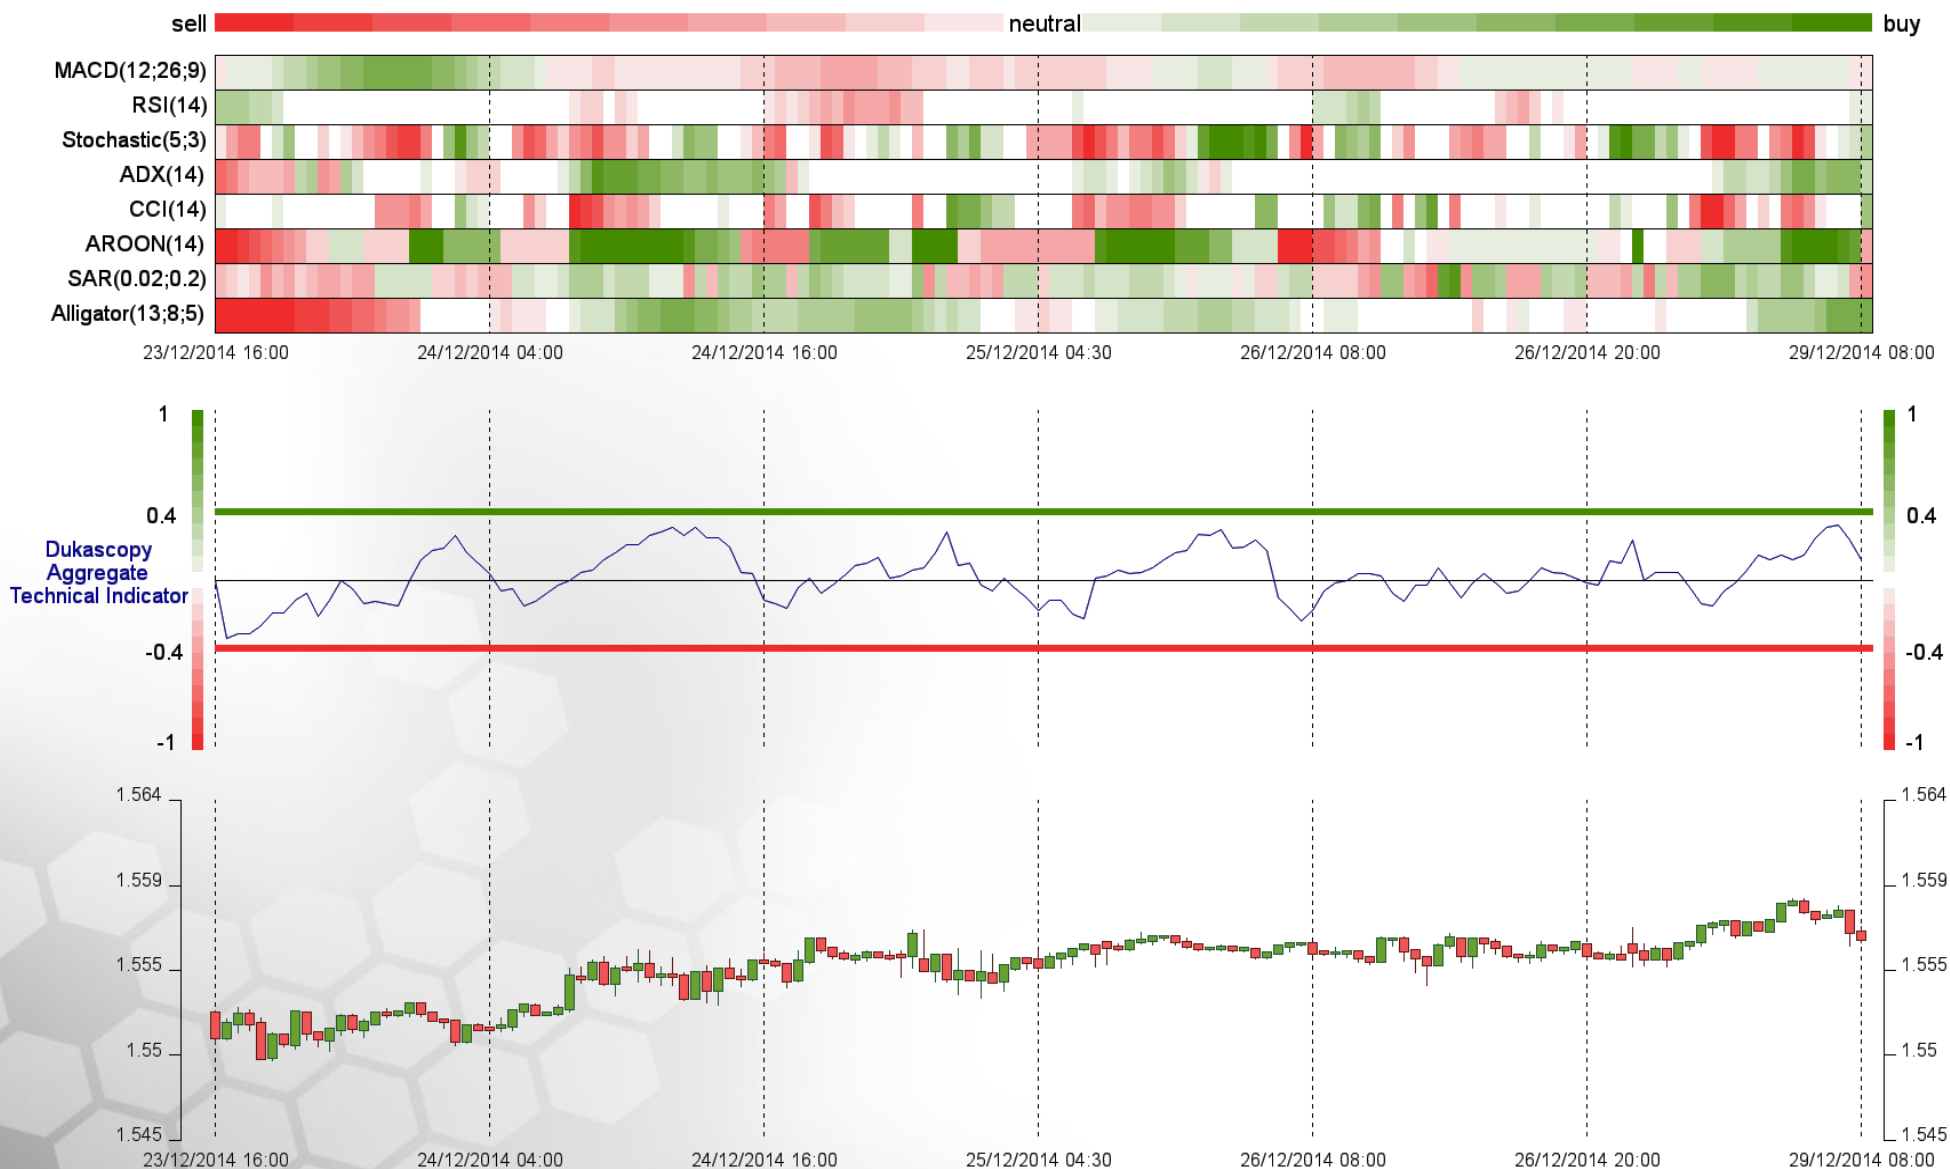 sell neutral buy
MACD(12;26;9)
RSI(14)
Stochastic(5;3)
ADX(14)
CCI(14)
AROON(14)
SAR(0.02;0.2)
Alligator(13;8;5)
23/12/2014 16:00 24/12/2014 04:00 24/12/2014 16:00 25/12/2014 04:30 26/12/2014 08:00 26/12/2014 20:00 29/12/2014 08:00
1 1
0.4 0.4
Dukascopy
Aggregate
Technical Indicator
-0.4 -0.4
-1 -1
1.564 1.564
1.559 1.559
1.555 1.555
1.55 1.55
1.545 1.545
23/12/2014 16:00 24/12/2014 04:00 24/12/2014 16:00 25/12/2014 04:30 26/12/2014 08:00 26/12/2014 20:00 29/12/2014 08:00